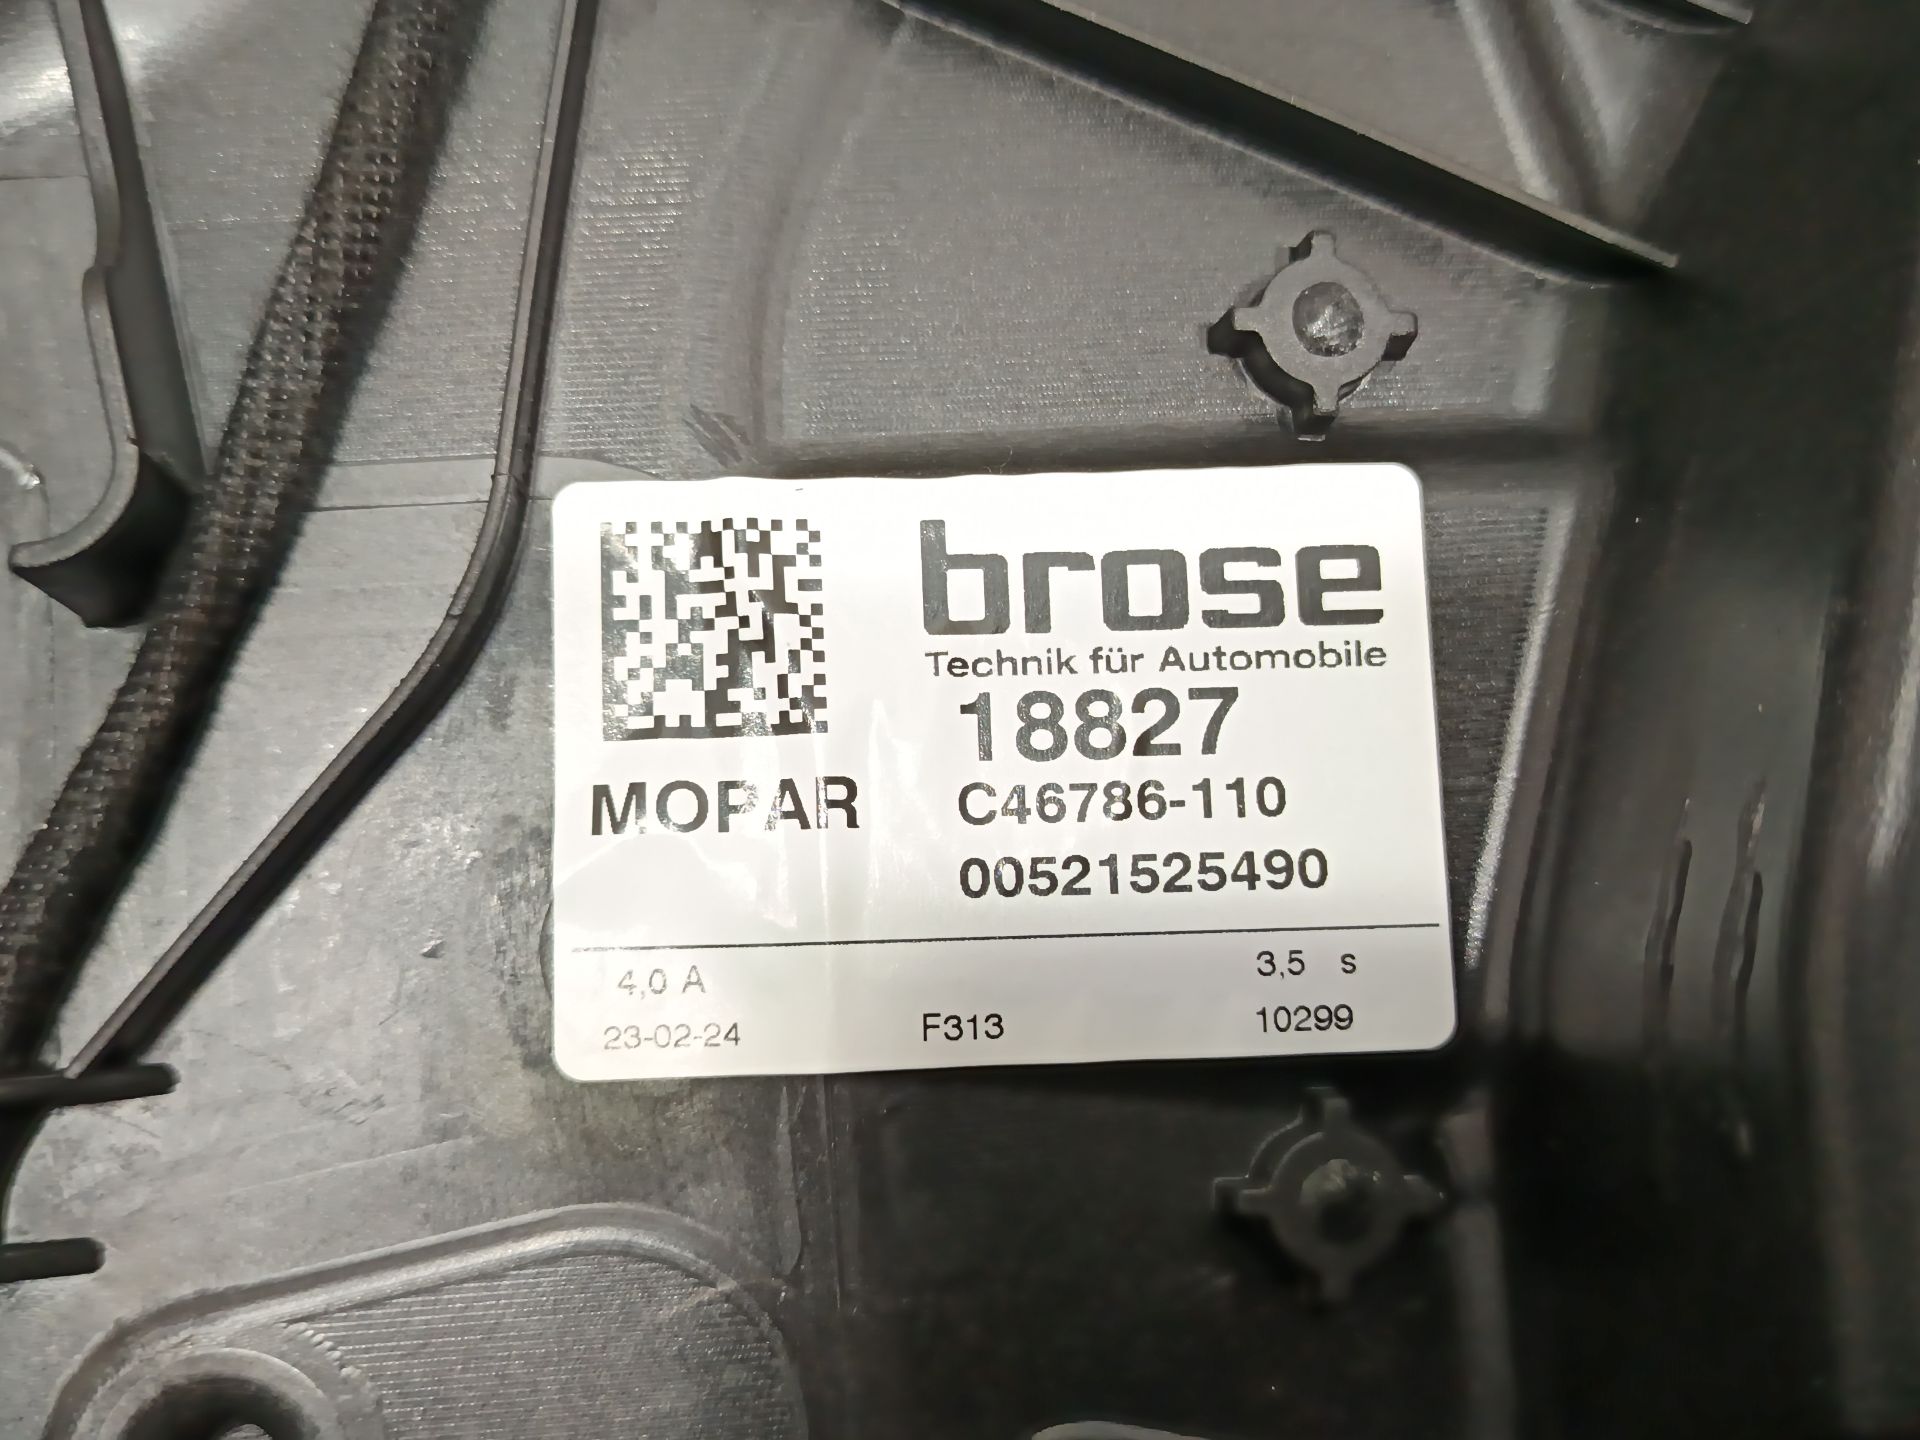 brose
Technik für Automobile
18827
MOPAR
C46786-110
00521525490
4,0 A
3,5 s
23-02-24
F313
10299